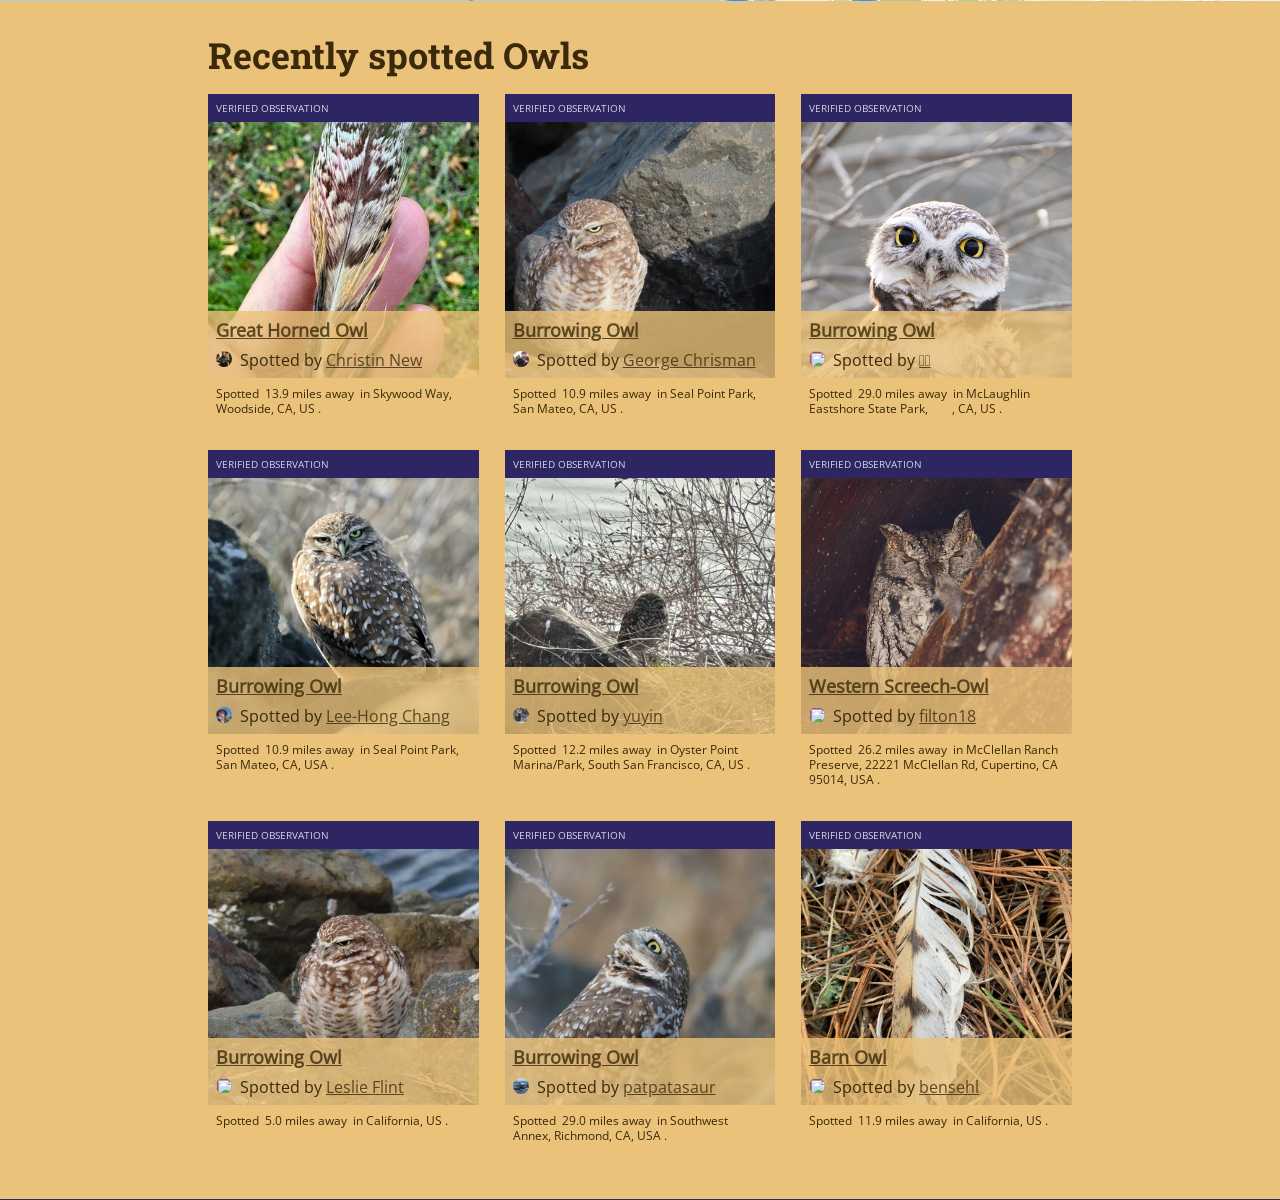 Recently spotted Owls
VERIFIED OBSERVATION
Great Horned Owl
Spotted by Christin New
Spotted 13.9 miles away in Skywood Way,
Woodside, CA, US .
VERIFIED OBSERVATION
Burrowing Owl
Spotted by George Chrisman
Spotted 10.9 miles away in Seal Point Park,
San Mateo, CA, US .
VERIFIED OBSERVATION
Burrowing Owl
Spotted by
Spotted 29.0 miles away in McLaughlin
Eastshore State Park, , CA, US .
VERIFIED OBSERVATION
Burrowing Owl
Spotted by Lee-Hong Chang
Spotted 10.9 miles away in Seal Point Park,
San Mateo, CA, USA .
VERIFIED OBSERVATION
Burrowing Owl
Spotted by yuyin
Spotted 12.2 miles away in Oyster Point
Marina/Park, South San Francisco, CA, US .
VERIFIED OBSERVATION
Western Screech-Owl
Spotted by filton18
Spotted 26.2 miles away in McClellan Ranch
Preserve, 22221 McClellan Rd, Cupertino, CA
95014, USA .
VERIFIED OBSERVATION
Burrowing Owl
Spotted by Leslie Flint
Spotted 5.0 miles away in California, US .
VERIFIED OBSERVATION
Burrowing Owl
Spotted by patpatasaur
Spotted 29.0 miles away in Southwest
Annex, Richmond, CA, USA .
VERIFIED OBSERVATION
Barn Owl
Spotted by bensehl
Spotted 11.9 miles away in California, US .